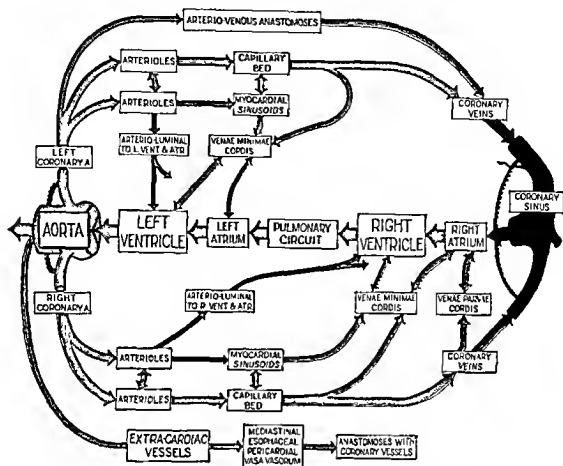 ARTERIO-VENOUS ANASTOMOSES
ARTERIOLES
CAPILLARY
BED
ARTERIOLES
MYOCARDIAL
SINUSOIDS
CORONARY
VEINS
ARTERIO-LUMINAL
TO L. VENT & ATR.
VENAE MINIMAE
CORDIS
LEFT
CORONARY A.
CORONARY
SINUS
AORTA
LEFT
VENTRICLE
LEFT
ATRIUM
PULMONARY
CIRCUIT
RIGHT
VENTRICLE
RIGHT
ATRIUM
RIGHT
CORONARY A.
ARTERIO-LUMINAL
TO R. VENT & ATR.
VENAE MINIMAE
CORDIS
VENAE PARVAE
CORDIS
ARTERIOLES
MYOCARDIAL
SINUSOIDS
CORONARY
VEINS
ARTERIOLES
CAPILLARY
BED
EXTRA-CARDIAC
VESSELS
MEDIASTINAL
ESOPHAGEAL
PERICARDIAL
VASA VASORUM
ANASTOMOSES WITH
CORONARY VESSELS